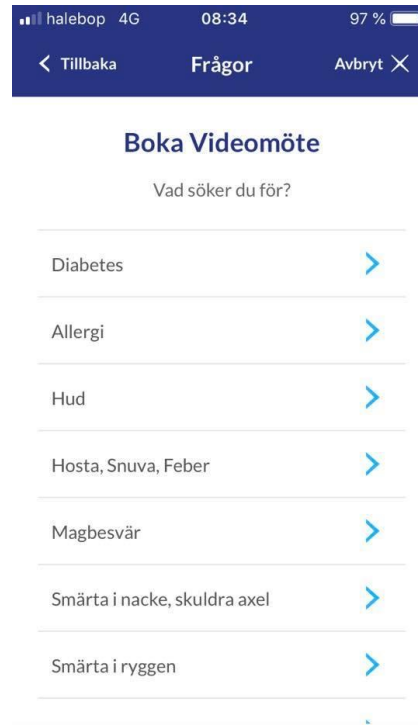 halebop 4G 08:34 97 %
Tillbaka Frågor Avbryt
Boka Videomöte
Vad söker du för?
Diabetes
Allergi
Hud
Hosta, Snuva, Feber
Magbesvär
Smärta i nacke, skuldra axel
Smärta i ryggen